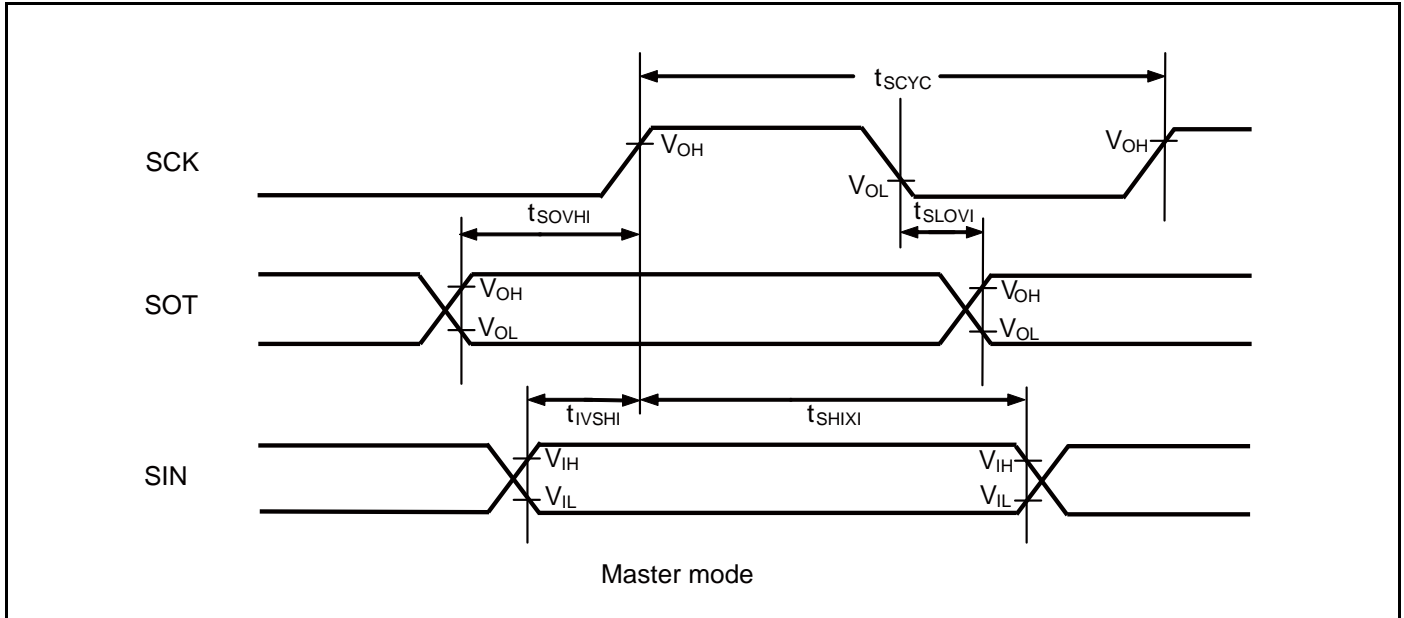 tSCYC
SCK
VOH
VOL
VOH
tSOVHI
tSLOVI
SOT
VOH
VOL
VOH
VOL
tIVSHI
tSHIXI
SIN
VIH
VIL
VIH
VIL
Master mode